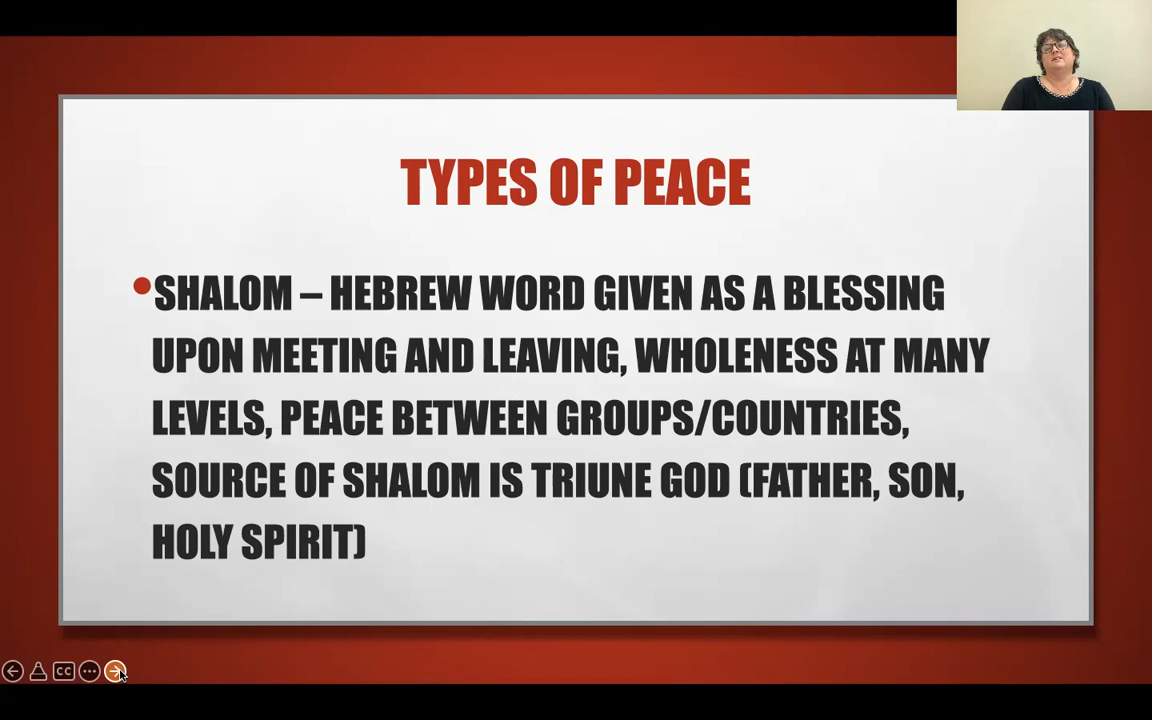 TYPES OF PEACE
•SHALOM – HEBREW WORD GIVEN AS A BLESSING
UPON MEETING AND LEAVING, WHOLENESS AT MANY
LEVELS, PEACE BETWEEN GROUPS/COUNTRIES,
SOURCE OF SHALOM IS TRIUNE GOD (FATHER, SON,
HOLY SPIRIT)
CC